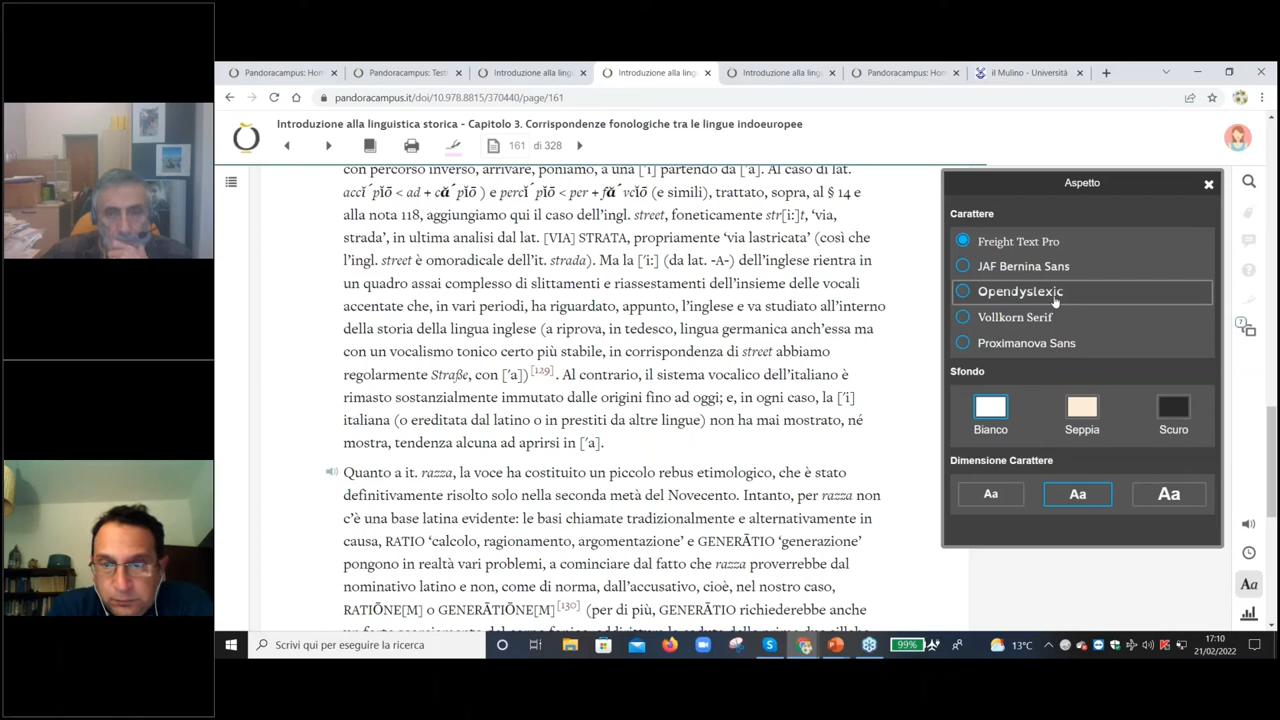 Pandoracampus: Hom
Pandoracampus: Test
Introduzione alla ling
Introduzione alla ling
Introduzione alla ling
Pandoracampus: Hom
il Mulino - Università
pandoracampus.it/doi/10.978.8815/370440/page/161
Introduzione alla linguistica storica - Capitolo 3. Corrispondenze fonologiche tra le lingue indoeuropee
161 di 328
con percorso inverso, arrivare, poniamo, a una ['i] partendo da ['a]. Al caso di lat.
accĭ´pĭō < ad + că´pĭō ) e percĭ´pĭō < per + fă´vcĭō (e simili), trattato, sopra, al § 14 e
alla nota 118, aggiungiamo qui il caso dell'ingl. street, foneticamente str[i:]t, 'via,
strada', in ultima analisi dal lat. [VIA] STRATA, propriamente 'via lastricata' (così che
l'ingl. street è omoradicale dell'it. strada). Ma la ['i:] (da lat. -A-) dell'inglese rientra in
un quadro assai complesso di slittamenti e riassestamenti dell'insieme delle vocali
accentate che, in vari periodi, ha riguardato, appunto, l'inglese e va studiato all'interno
della storia della lingua inglese (a riprova, in tedesco, lingua germanica anch'essa ma
con un vocalismo tonico certo più stabile, in corrispondenza di street abbiamo
regolarmente Straße, con ['a])[129]. Al contrario, il sistema vocalico dell'italiano è
rimasto sostanzialmente immutato dalle origini fino ad oggi; e, in ogni caso, la ['i]
italiana (o ereditata dal latino o in prestiti da altre lingue) non ha mai mostrato, né
mostra, tendenza alcuna ad aprirsi in ['a].
Quanto a it. razza, la voce ha costituito un piccolo rebus etimologico, che è stato
definitivamente risolto solo nella seconda metà del Novecento. Intanto, per razza non
c'è una base latina evidente: le basi chiamate tradizionalmente e alternativamente in
causa, RATIO 'calcolo, ragionamento, argomentazione' e GENERĀTIO 'generazione'
pongono in realtà vari problemi, a cominciare dal fatto che razza proverrebbe dal
nominativo latino e non, come di norma, dall'accusativo, cioè, nel nostro caso,
RATIŌNE[M] o GENERĀTIŌNE[M][130] (per di più, GENERĀTIO richiederebbe anche
Aspetto
Carattere
Freight Text Pro
JAF Bernina Sans
Opendyslexic
Vollkorn Serif
Proximanova Sans
Sfondo
Bianco
Seppia
Scuro
Dimensione Carattere
Aa
Aa
Aa
?
Aa
Scrivi qui per eseguire la ricerca
99%
13°C
17:10
21/02/2022